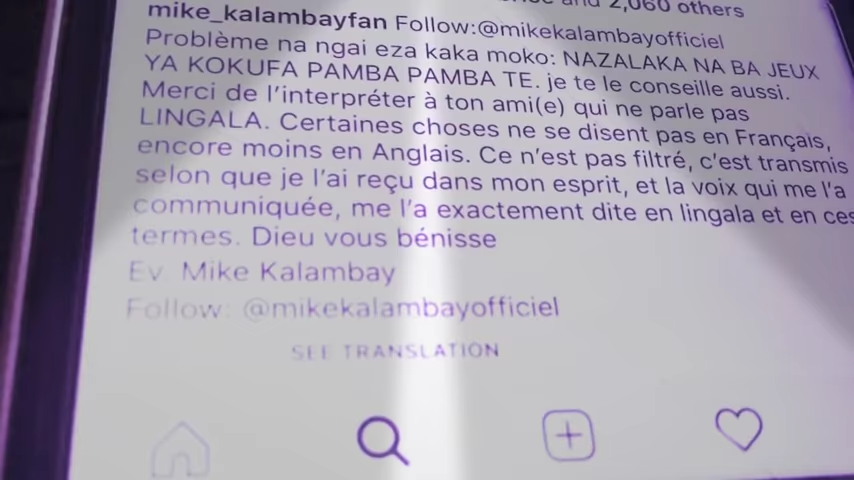 and 2,060 others
mike_kalambayfan Follow:@mikekalambayofficiel
Problème na ngai eza kaka moko: NAZALAKA NA BA JEUX
YA KOKUFA PAMBA PAMBA TE. je te le conseille aussi.
Merci de l'interpréter à ton ami(e) qui ne parle pas
LINGALA. Certaines choses ne se disent pas en Français,
encore moins en Anglais. Ce n'est pas filtré, c'est transmis
selon que je l'ai reçu dans mon esprit, et la voix qui me l'a
communiquée, me l'a exactement dite en lingala et en ces
termes. Dieu vous bénisse
Ev. Mike Kalambay
Follow: @mikekalambayofficiel
SEE TRANSLATION